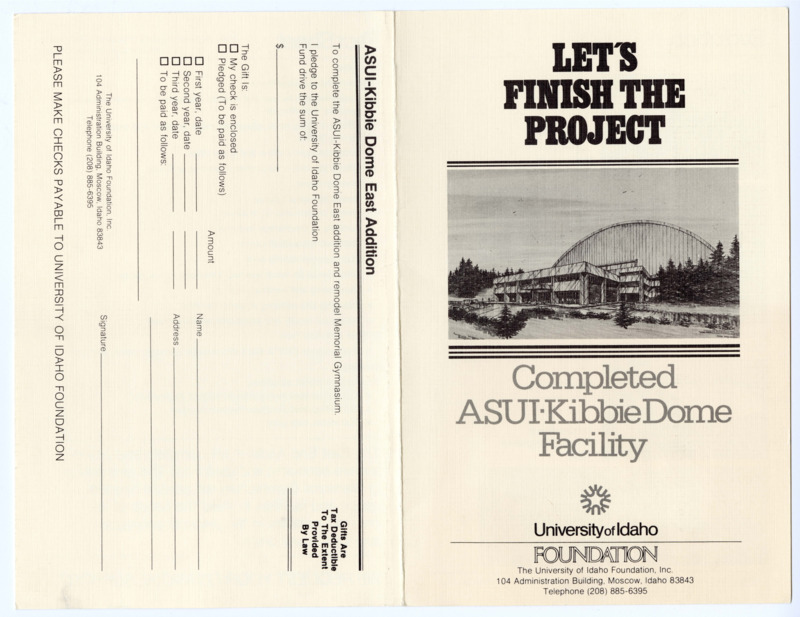 ASUI-Kibbie Dome East Addition
To complete the ASUI-Kibbie Dome East addition and remodel Memorial Gymnasium.
I pledge to the University of Idaho Foundation
Fund drive the sum of:
$
Gifts Are
Tax Deductible
To The Extent
Provided
By Law
The Gift Is:
My check is enclosed
Pledged (To be paid as follows)
Amount
First year, date
Second year, date
Third year, date
To be paid as follows:
Name
Address
Signature
The University of Idaho Foundation, Inc.
104 Administration Building, Moscow, Idaho 83843
Telephone (208) 885-6395
PLEASE MAKE CHECKS PAYABLE TO UNIVERSITY OF IDAHO FOUNDATION
LET'S
FINISH THE
PROJECT
Completed
ASUI·Kibbie Dome
Facility
University of Idaho
FOUNDATION
The University of Idaho Foundation, Inc.
104 Administration Building, Moscow, Idaho 83843
Telephone (208) 885-6395